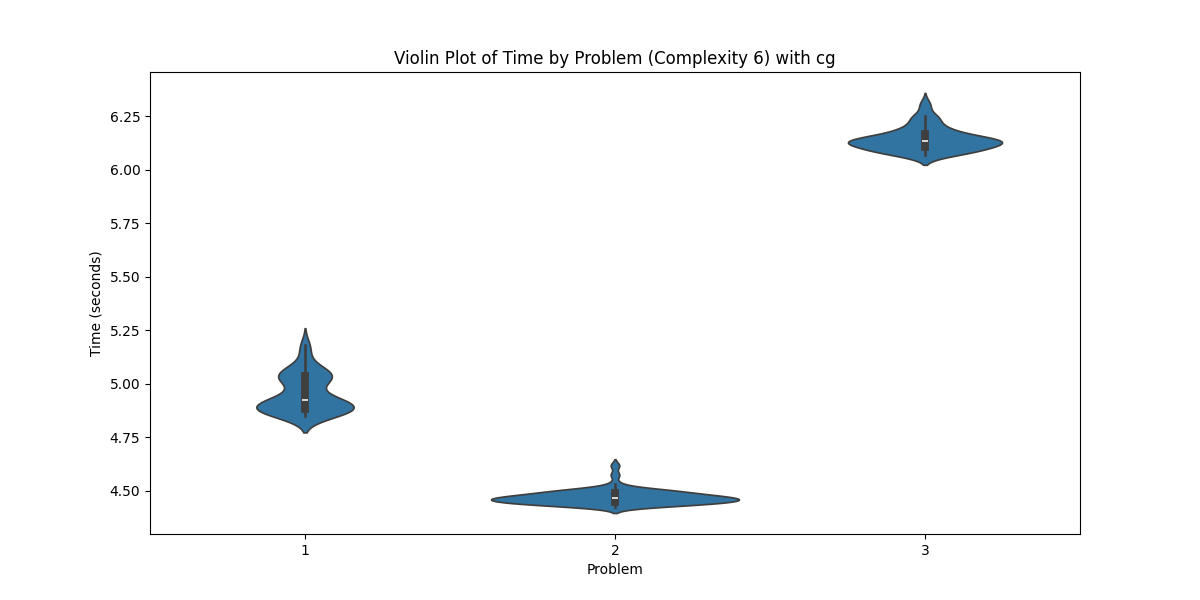 Violin Plot of Time by Problem (Complexity 6) with cg
6.25
6.00
5.75
5.50
5.25
5.00
4.75
4.50
Time (seconds)
1 2 3
Problem